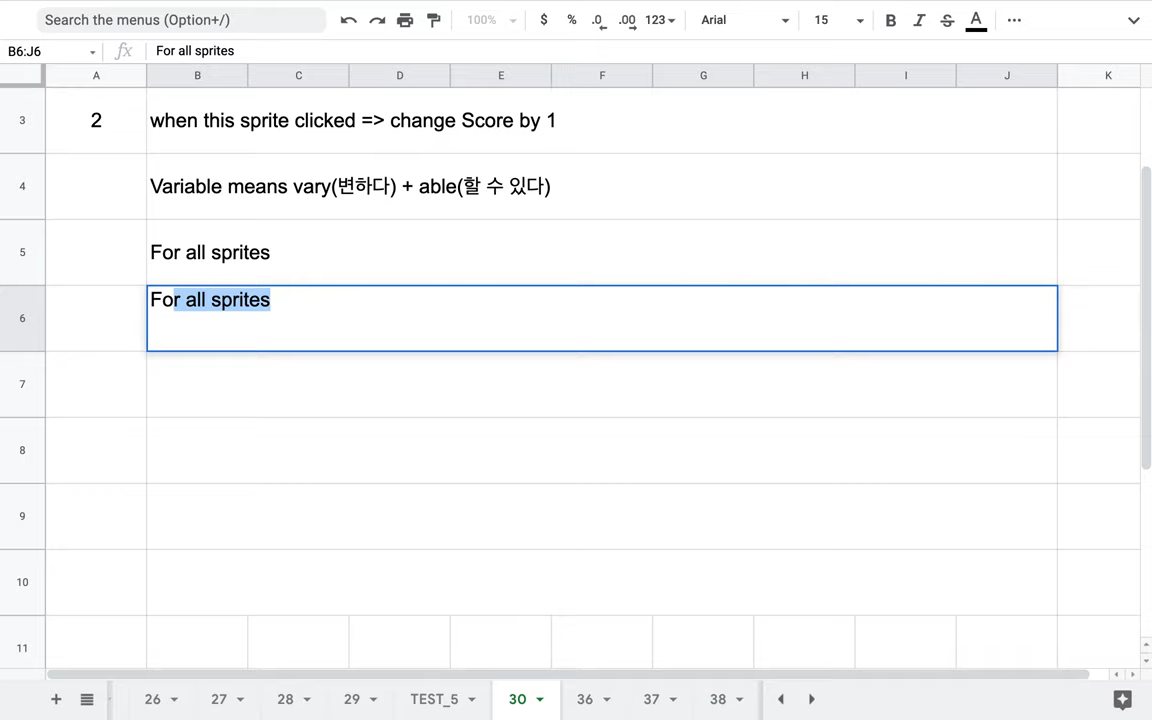 Search the menus (Option+/)
100%
$ % .0 .00 123
Arial
15
B I S A
B6:J6
fx For all sprites
A B C D E F G H I J K
3 2 when this sprite clicked => change Score by 1
4 Variable means vary(변하다) + able(할 수 있다)
5 For all sprites
6 For all sprites
7
8
9
10
11
+ 26 27 28 29 TEST_5 30 36 37 38